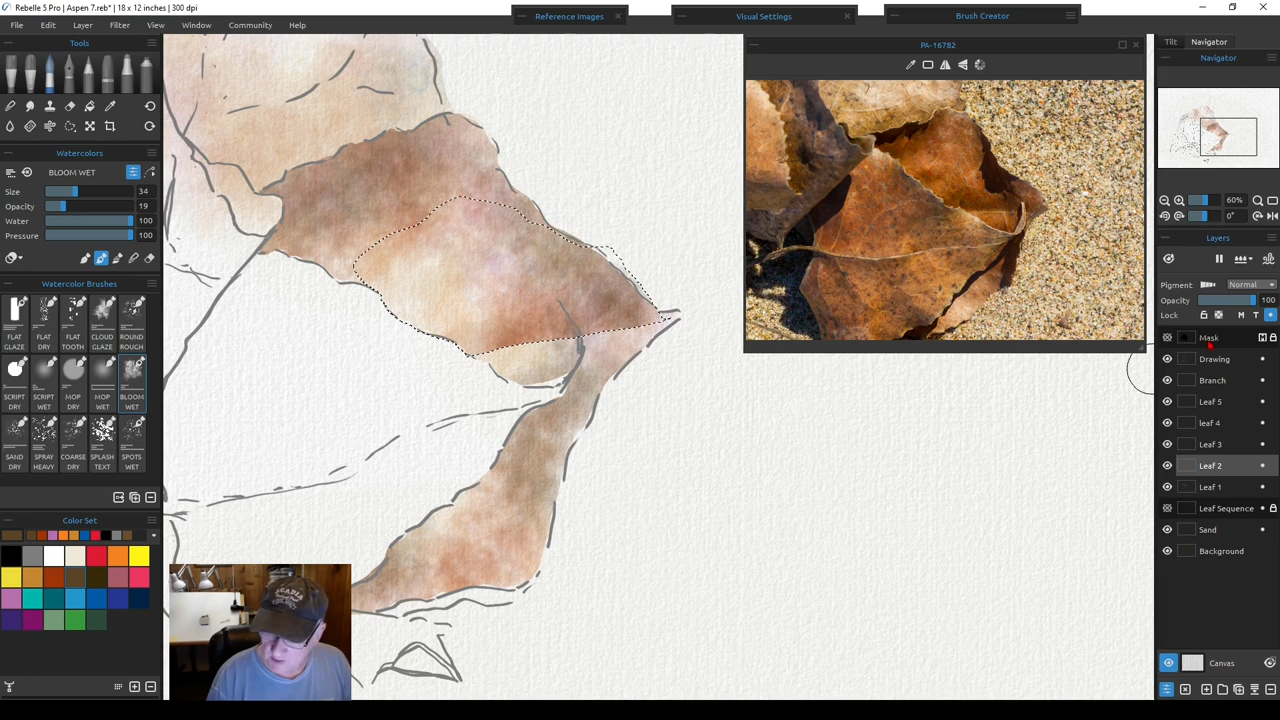 Rebelle 5 Pro | Aspen 7.reb* | 18 x 12 inches | 300 dpi
File Edit Layer Filter View Window Community Help
Reference Images
Visual Settings
Brush Creator
Tools
Watercolors
BLOOM WET
Size 34
Opacity 19
Water 100
Pressure 100
Watercolor Brushes
FLAT GLAZE
FLAT DRY
FLAT TOOTH
CLOUD GLAZE
ROUND ROUGH
SCRIPT DRY
SCRIPT WET
MOP DRY
MOP WET
BLOOM WET
SAND DRY
SPRAY HEAVY
COARSE DRY
SPLASH TEXT
SPOTS WET
Color Set
PA-16782
Tilt Navigator
Navigator
60%
0°
Layers
Pigment Normal
Opacity 100
Lock M T
Mask
Drawing
Branch
Leaf 5
leaf 4
Leaf 3
Leaf 2
Leaf 1
Leaf Sequence
Sand
Background
Canvas